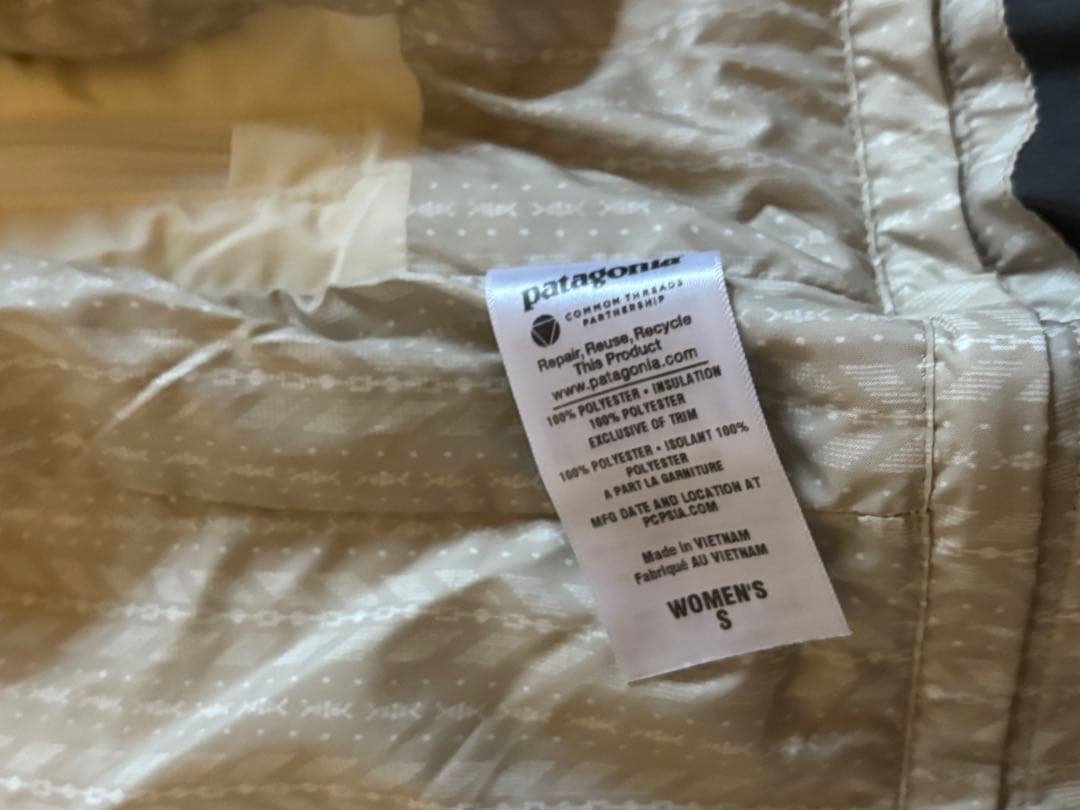 patagonia
COMMON THREADS
PARTNERSHIP
Repair, Reuse, Recycle
This Product
www.patagonia.com
100% POLYESTER • INSULATION
100% POLYESTER
EXCLUSIVE OF TRIM
100% POLYESTER • ISOLANT 100%
POLYESTER
A PART LA GARNITURE
MFG DATE AND LOCATION AT
PCPSIA.COM
Made in VIETNAM
Fabriqué AU VIETNAM
WOMEN'S
S